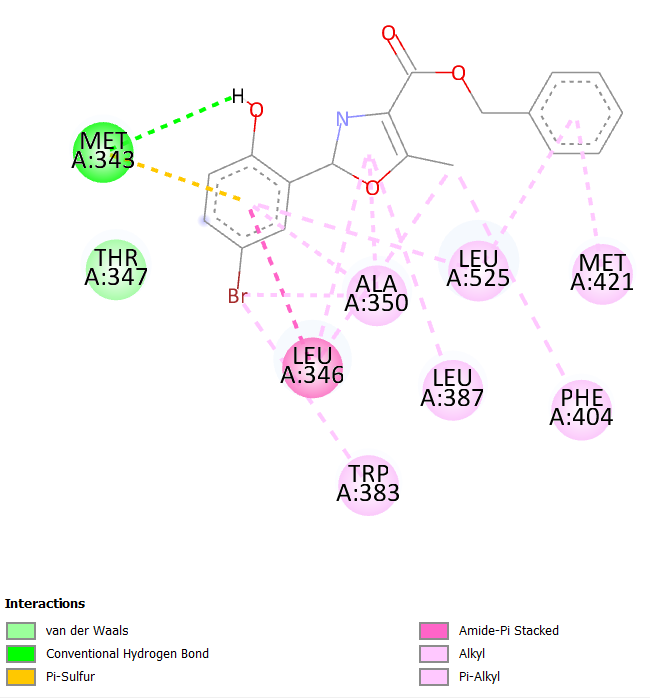 O
O
H
O
N
MET
A:343
O
THR
A:347
LEU
A:525
MET
A:421
ALA
A:350
Br
LEU
A:346
LEU
A:387
PHE
A:404
TRP
A:383
Interactions
van der Waals
Conventional Hydrogen Bond
Pi-Sulfur
Amide-Pi Stacked
Alkyl
Pi-Alkyl